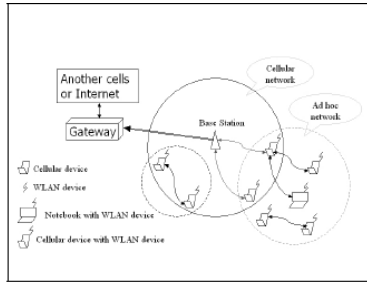 Cellular
network
Another cells
or Internet
Ad hoc
network
Base Station
Gateway
Cellular device
WLAN device
Notebook with WLAN device
Cellular device with WLAN device